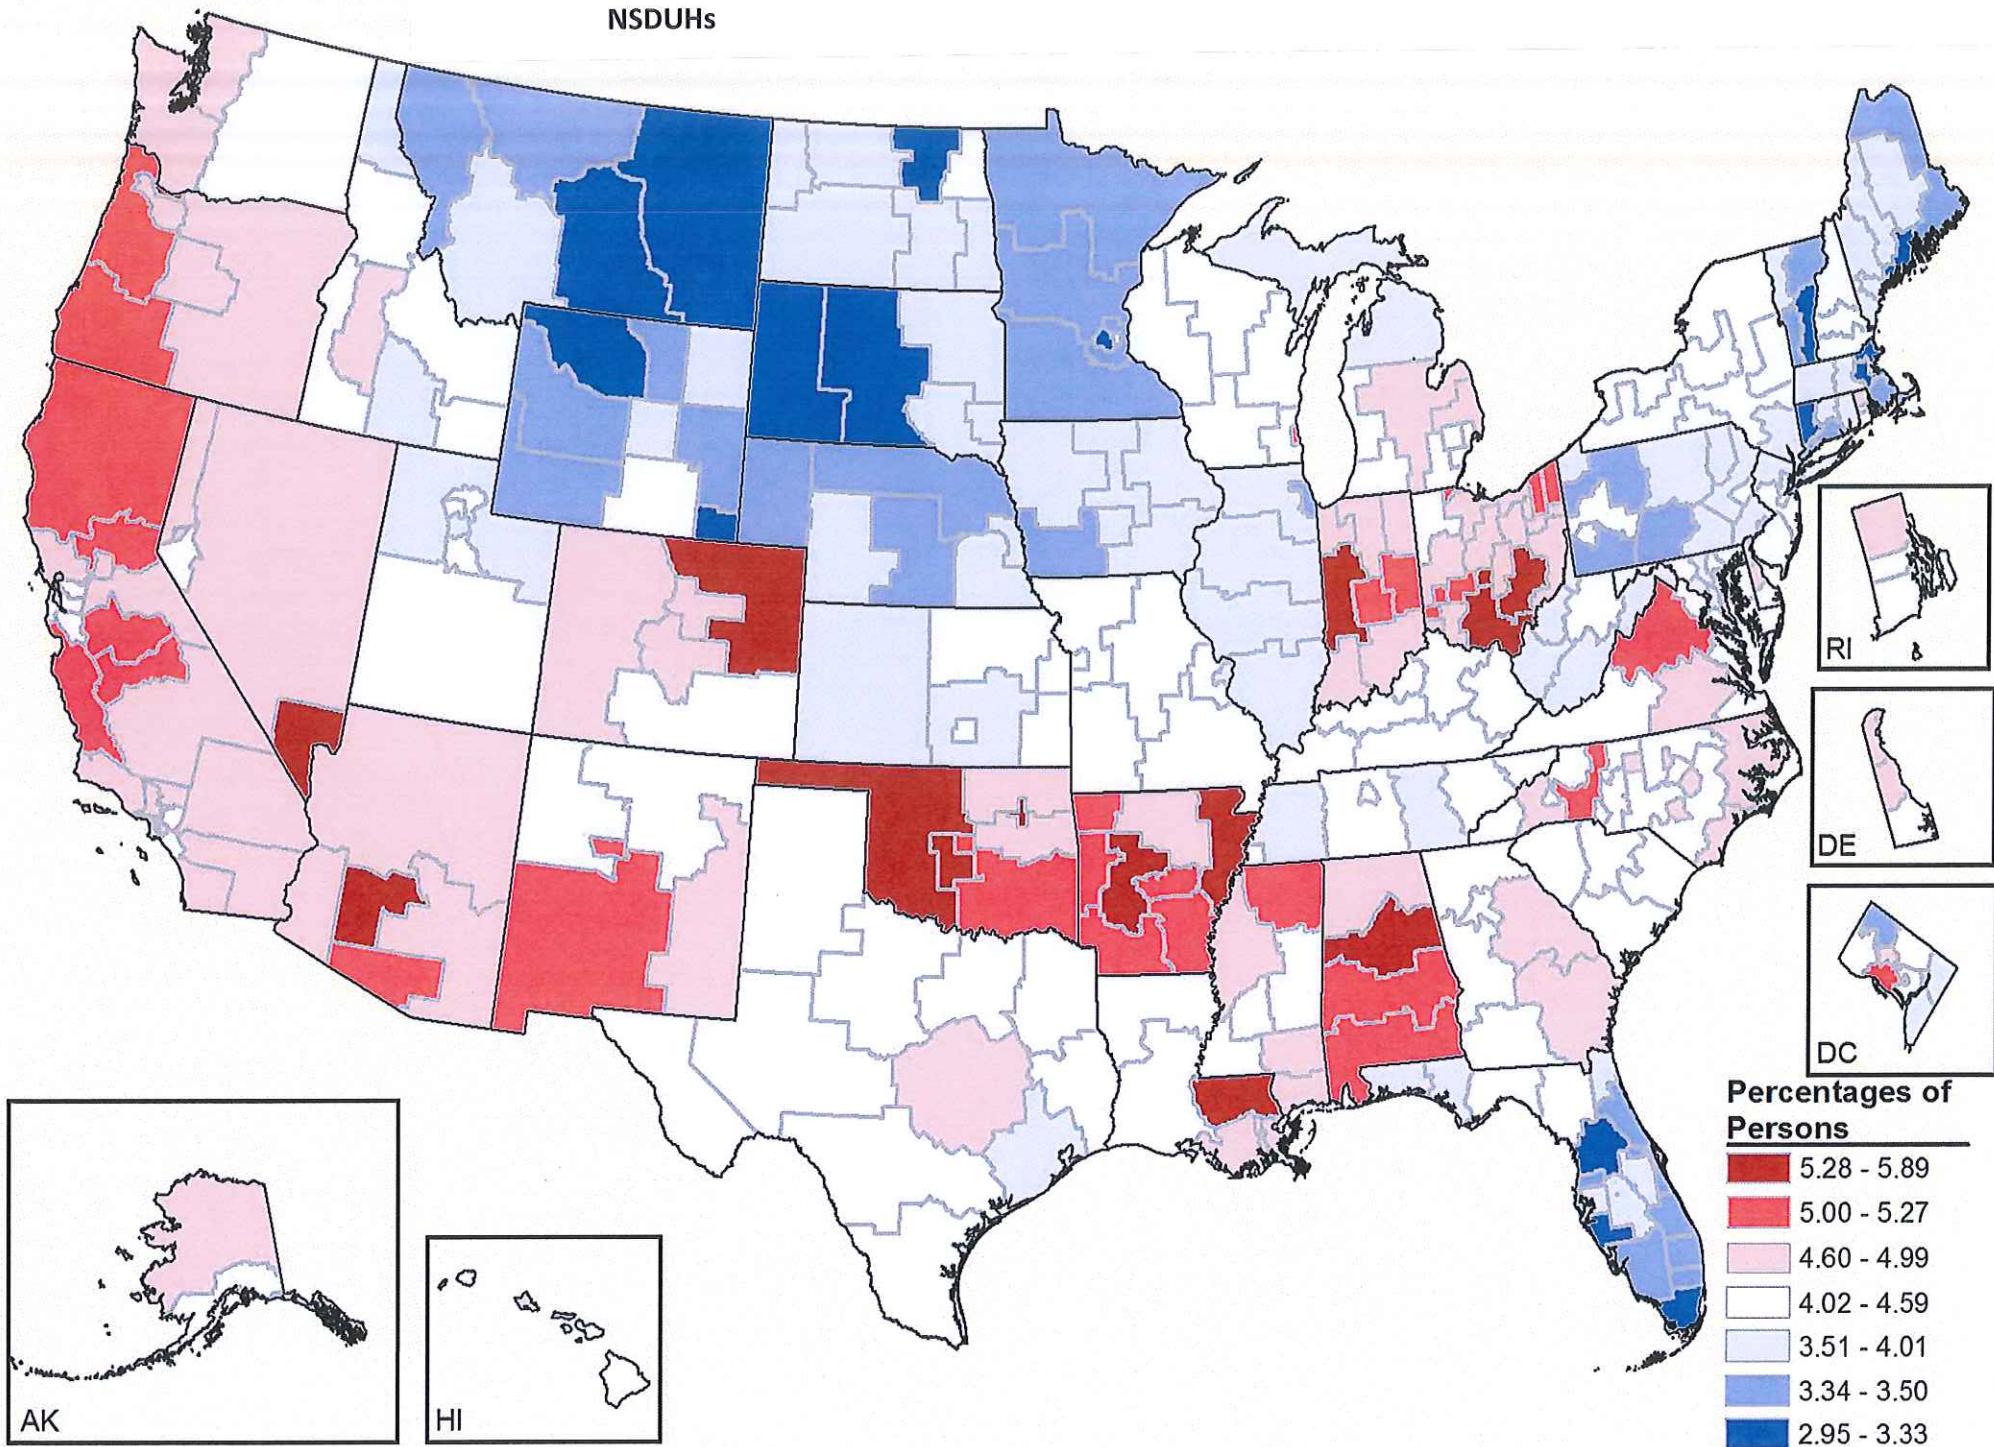 NSDUHs
RI
DE
DC
Percentages of
Persons
5.28 - 5.89
5.00 - 5.27
4.60 - 4.99
4.02 - 4.59
3.51 - 4.01
3.34 - 3.50
2.95 - 3.33
AK
HI